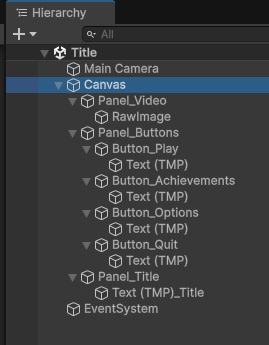 Hierarchy
All
Title
Main Camera
Canvas
Panel_Video
RawImage
Panel_Buttons
Button_Play
Text (TMP)
Button_Achievements
Text (TMP)
Button_Options
Text (TMP)
Button_Quit
Text (TMP)
Panel_Title
Text (TMP)_Title
EventSystem